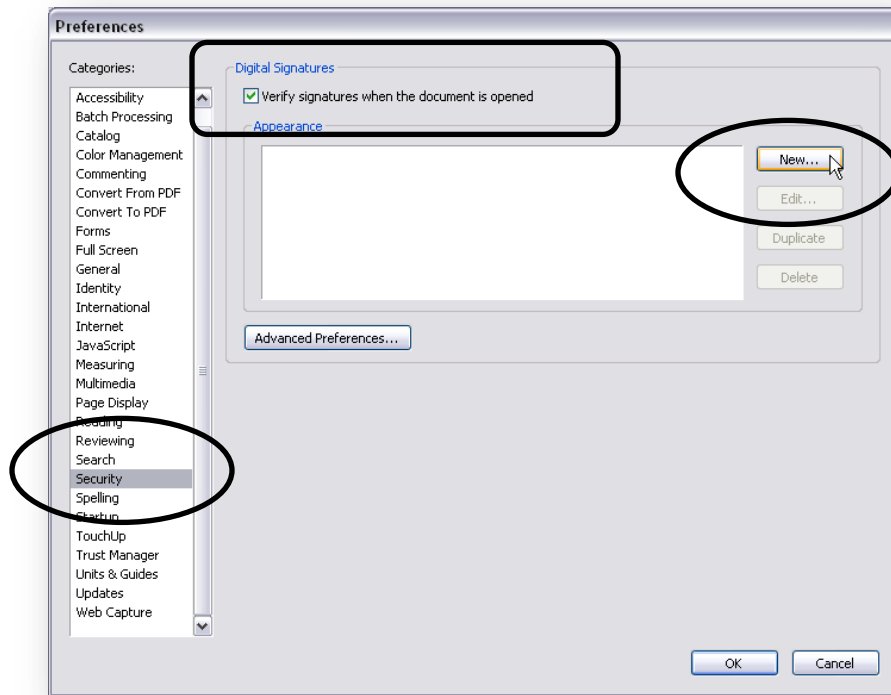 Preferences
Categories:
Accessibility
Batch Processing
Catalog
Color Management
Commenting
Convert From PDF
Convert To PDF
Forms
Full Screen
General
Identity
International
Internet
JavaScript
Measuring
Multimedia
Page Display
Reading
Reviewing
Search
Security
Spelling
Startup
TouchUp
Trust Manager
Units & Guides
Updates
Web Capture
Digital Signatures
Verify signatures when the document is opened
Appearance
New...
Edit...
Duplicate
Delete
Advanced Preferences...
OK
Cancel